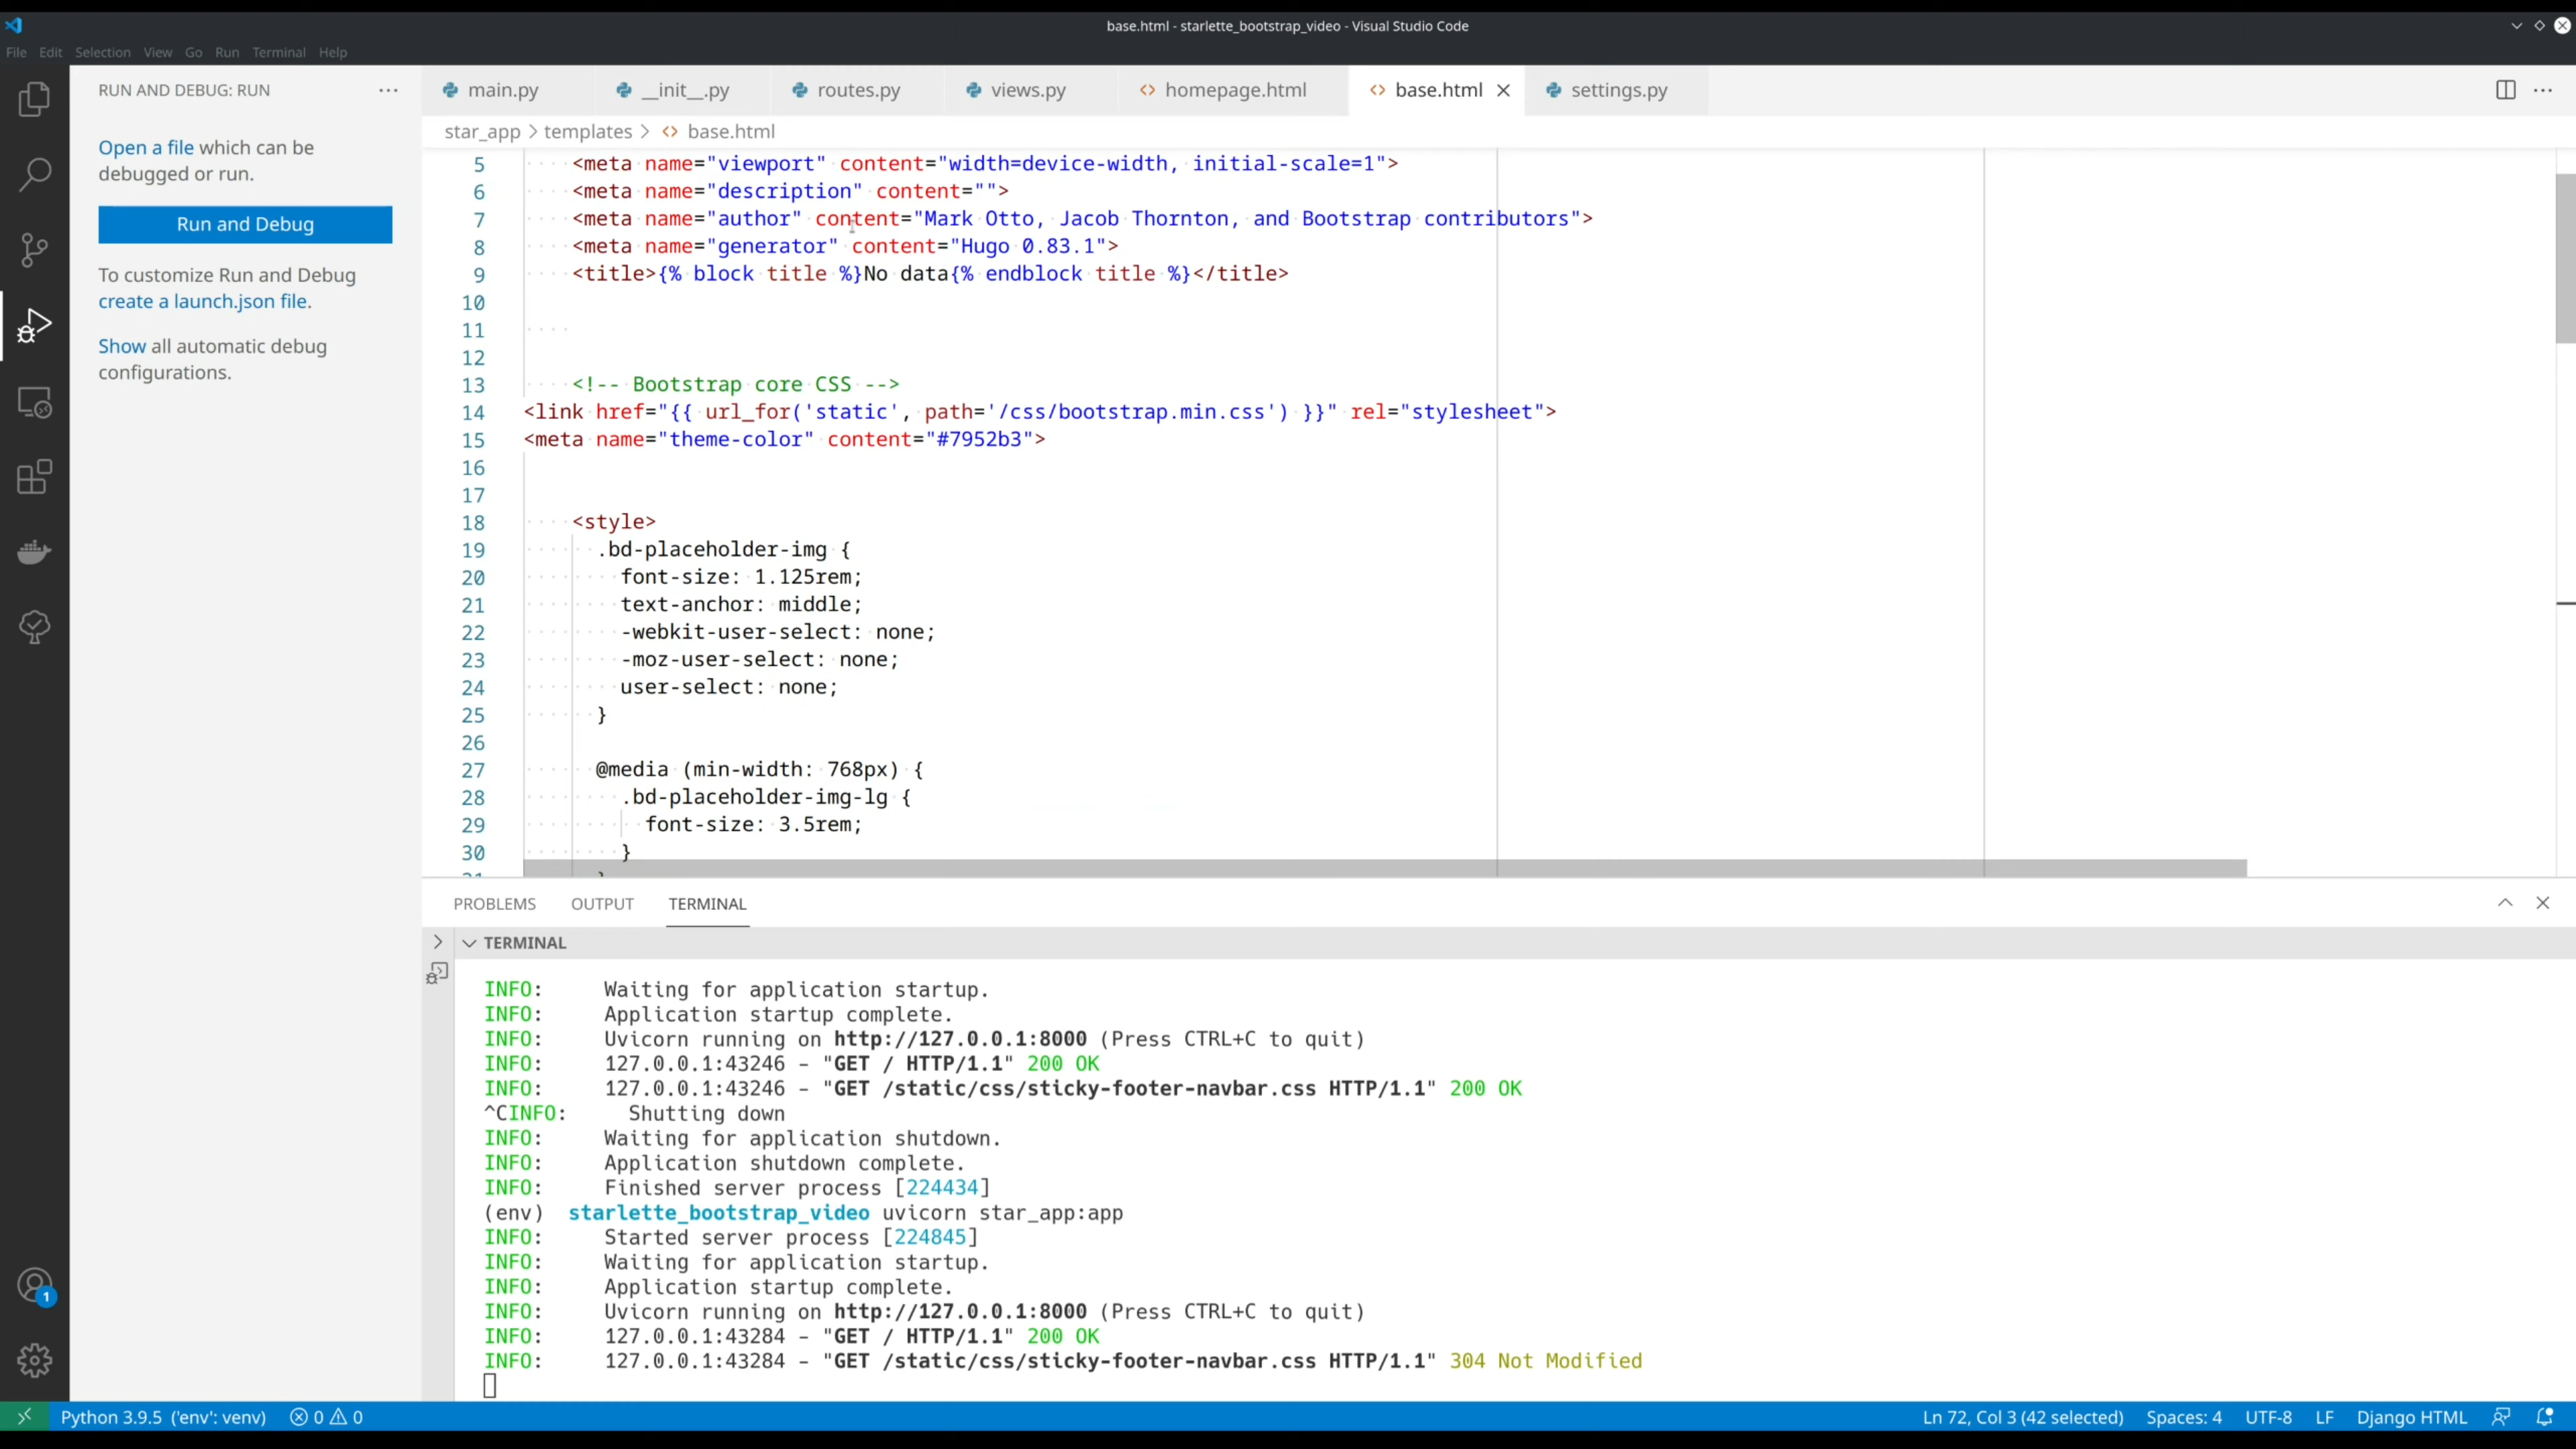 base.html - starlette_bootstrap_video - Visual Studio Code
File Edit Selection View Go Run Terminal Help
RUN AND DEBUG: RUN
main.py
__init__.py
routes.py
views.py
homepage.html
base.html
settings.py
star_app > templates > base.html
Open a file which can be
debugged or run.
Run and Debug
To customize Run and Debug
create a launch.json file.
Show all automatic debug
configurations.
5 <meta name="viewport" content="width=device-width, initial-scale=1">
6 <meta name="description" content="">
7 <meta name="author" content="Mark Otto, Jacob Thornton, and Bootstrap contributors">
8 <meta name="generator" content="Hugo 0.83.1">
9 <title>{% block title %}No data{% endblock title %}</title>
10
11
12
13 <!-- Bootstrap core CSS -->
14 <link href="{{ url_for('static', path='/css/bootstrap.min.css') }}" rel="stylesheet">
15 <meta name="theme-color" content="#7952b3">
16
17
18 <style>
19 .bd-placeholder-img {
20 font-size: 1.125rem;
21 text-anchor: middle;
22 -webkit-user-select: none;
23 -moz-user-select: none;
24 user-select: none;
25 }
26
27 @media (min-width: 768px) {
28 .bd-placeholder-img-lg {
29 font-size: 3.5rem;
30 }
PROBLEMS OUTPUT TERMINAL
TERMINAL
INFO: Waiting for application startup.
INFO: Application startup complete.
INFO: Uvicorn running on http://127.0.0.1:8000 (Press CTRL+C to quit)
INFO: 127.0.0.1:43246 - "GET / HTTP/1.1" 200 OK
INFO: 127.0.0.1:43246 - "GET /static/css/sticky-footer-navbar.css HTTP/1.1" 200 OK
^CINFO: Shutting down
INFO: Waiting for application shutdown.
INFO: Application shutdown complete.
INFO: Finished server process [224434]
(env) starlette_bootstrap_video uvicorn star_app:app
INFO: Started server process [224845]
INFO: Waiting for application startup.
INFO: Application startup complete.
INFO: Uvicorn running on http://127.0.0.1:8000 (Press CTRL+C to quit)
INFO: 127.0.0.1:43284 - "GET / HTTP/1.1" 200 OK
INFO: 127.0.0.1:43284 - "GET /static/css/sticky-footer-navbar.css HTTP/1.1" 304 Not Modified
1
Python 3.9.5 ('env': venv) 0 0 Ln 72, Col 3 (42 selected) Spaces: 4 UTF-8 LF Django HTML